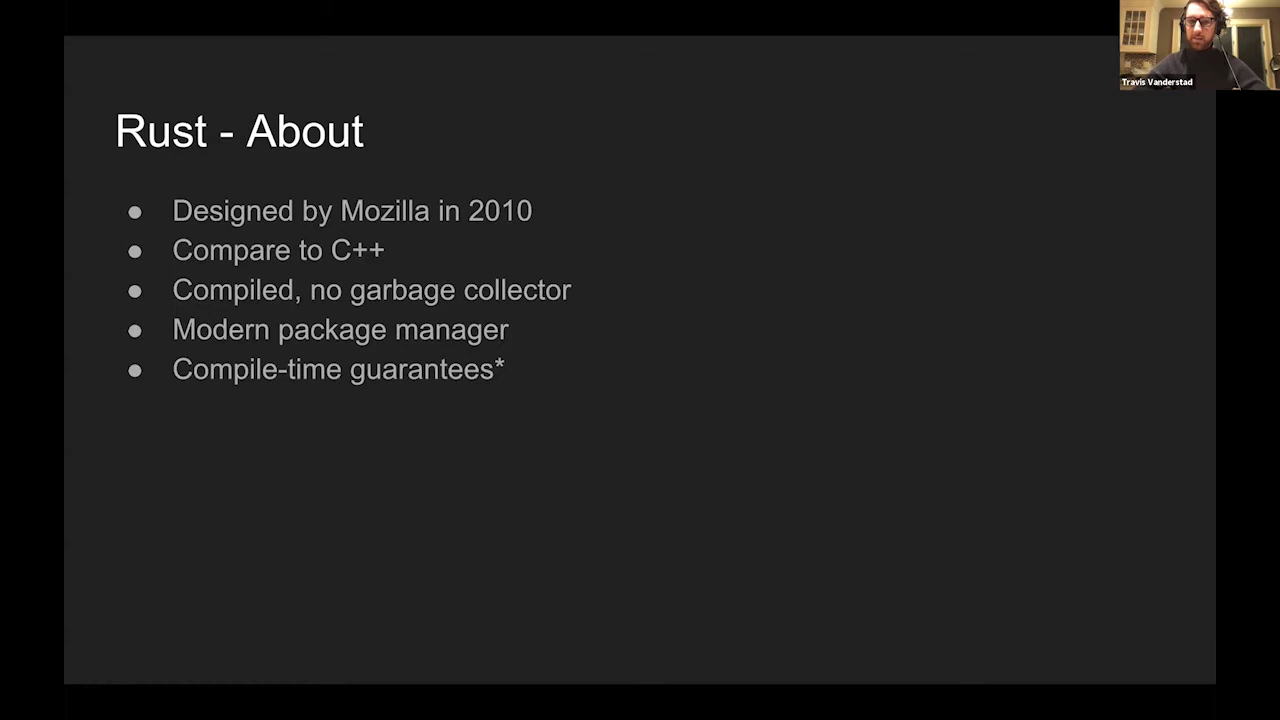 Travis Vanderstad
Rust - About
● Designed by Mozilla in 2010
● Compare to C++
● Compiled, no garbage collector
● Modern package manager
● Compile-time guarantees*